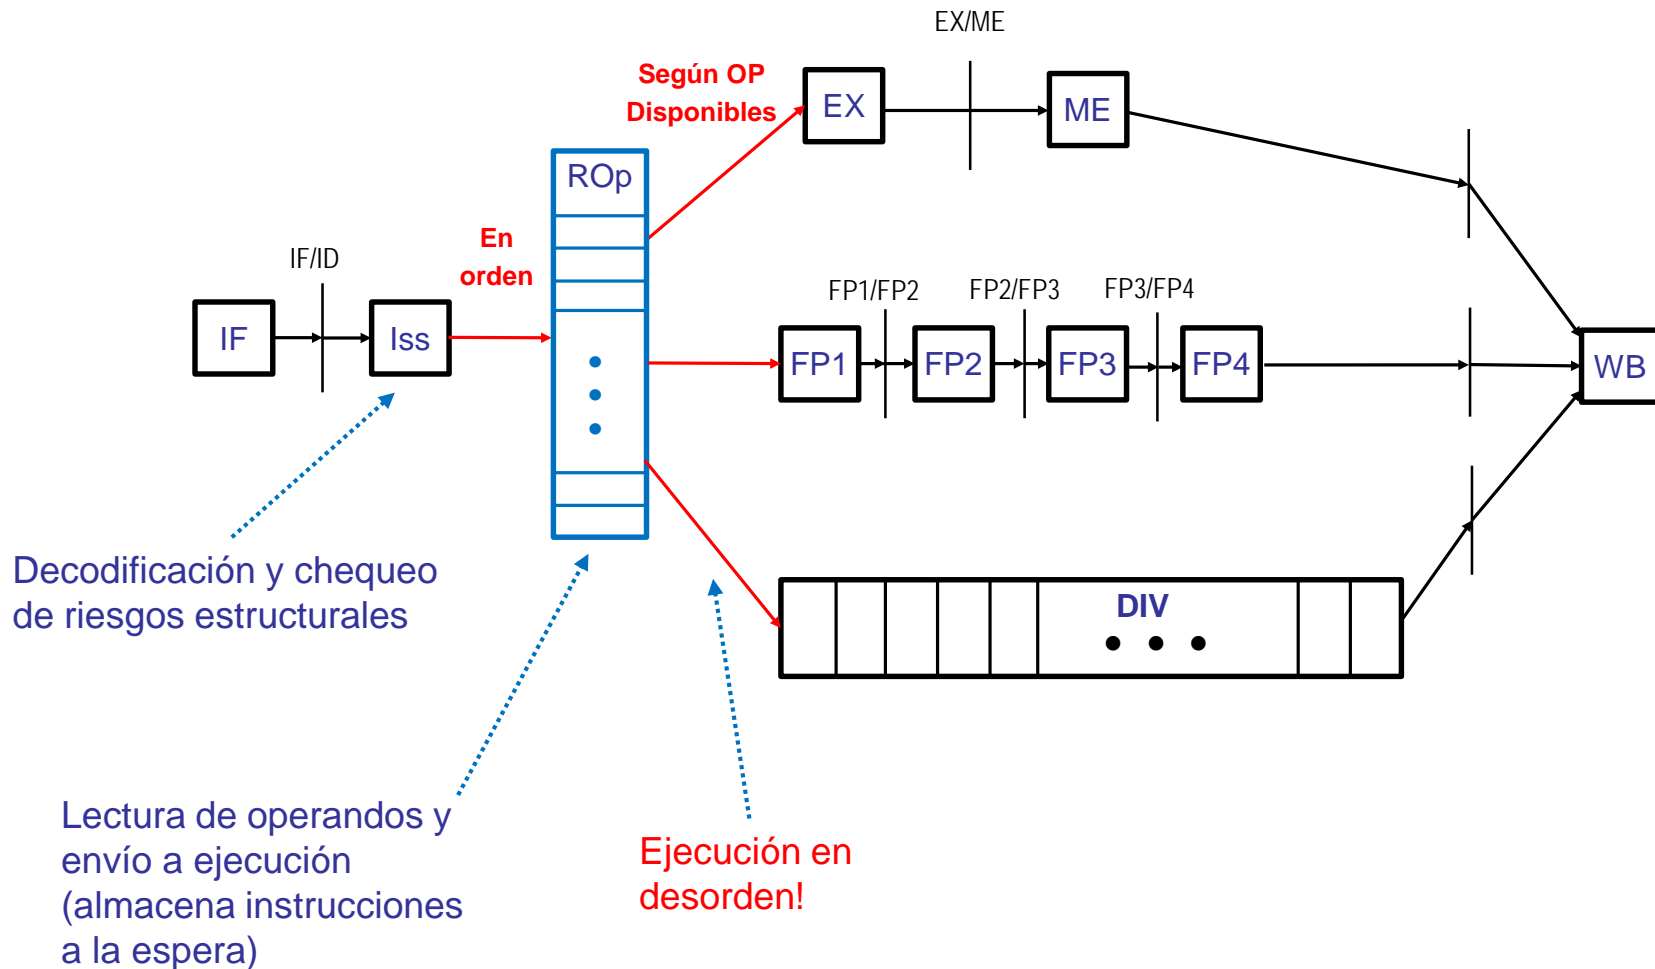 EX/ME
Según OP
Disponibles
EX
ME
ROp
En
orden
IF/ID
IF
Iss
FP1/FP2
FP2/FP3
FP3/FP4
FP1
FP2
FP3
FP4
WB
DIV
Decodificación y chequeo
de riesgos estructurales
Lectura de operandos y
envío a ejecución
(almacena instrucciones
a la espera)
Ejecución en
desorden!